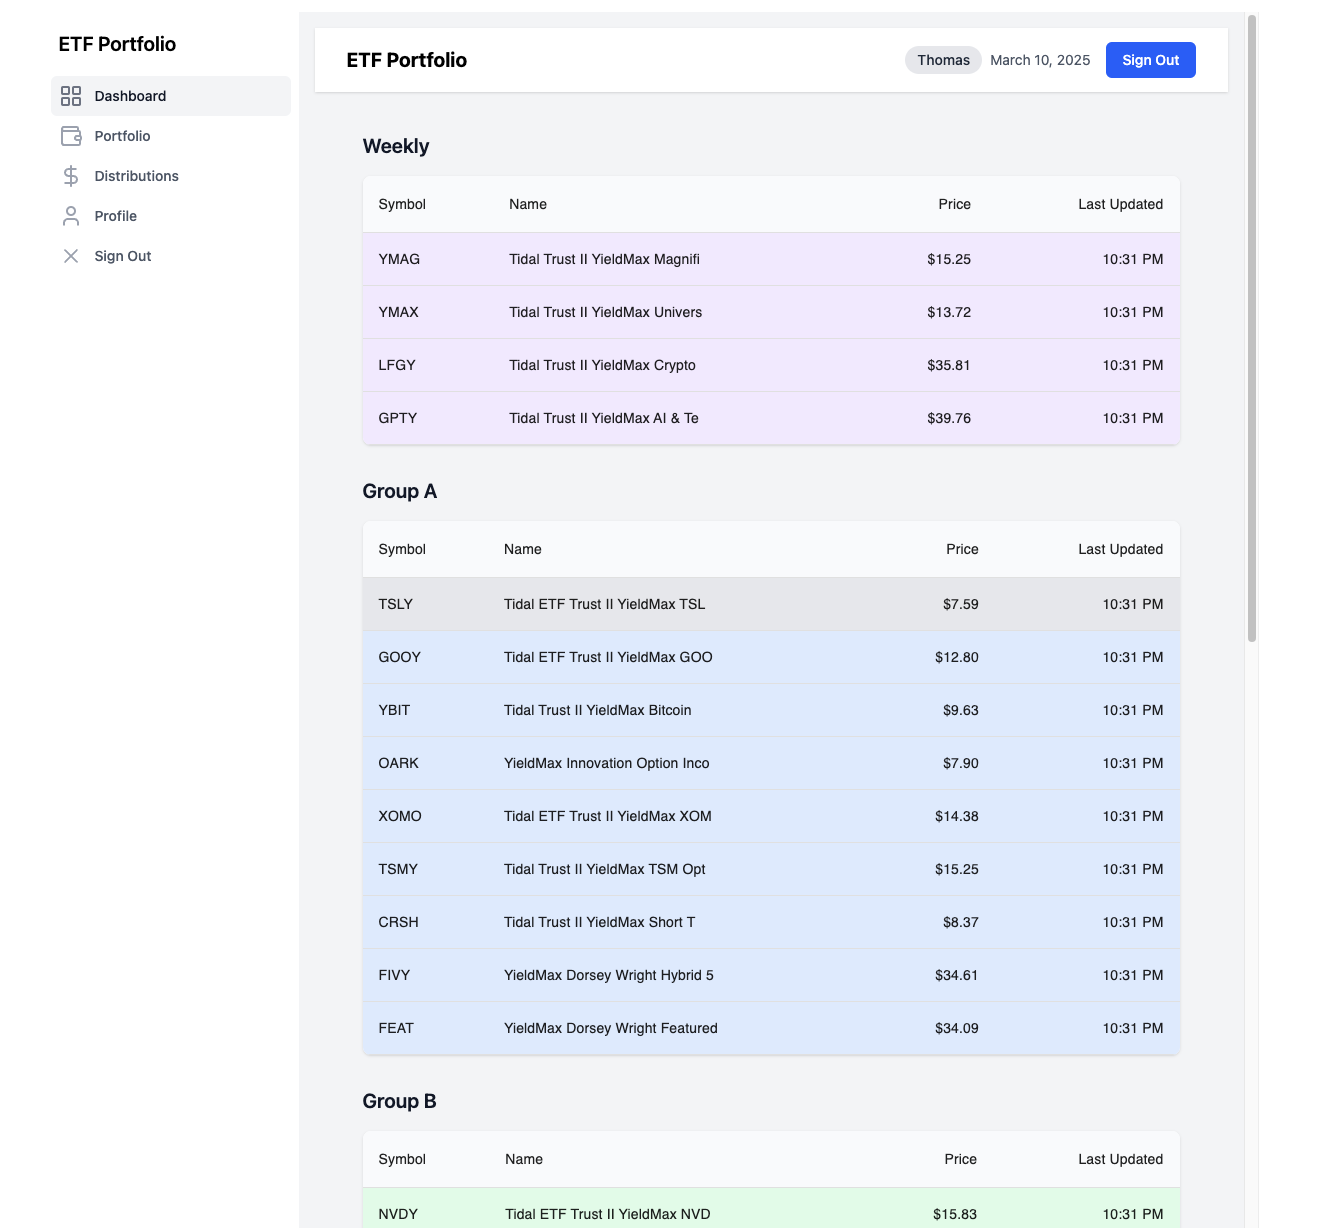 ETF Portfolio
Dashboard
Portfolio
Distributions
Profile
Sign Out
ETF Portfolio Thomas March 10, 2025 Sign Out
Weekly
Symbol Name Price Last Updated
YMAG Tidal Trust II YieldMax Magnifi $15.25 10:31 PM
YMAX Tidal Trust II YieldMax Univers $13.72 10:31 PM
LFGY Tidal Trust II YieldMax Crypto $35.81 10:31 PM
GPTY Tidal Trust II YieldMax AI & Te $39.76 10:31 PM
Group A
Symbol Name Price Last Updated
TSLY Tidal ETF Trust II YieldMax TSL $7.59 10:31 PM
GOOY Tidal ETF Trust II YieldMax GOO $12.80 10:31 PM
YBIT Tidal Trust II YieldMax Bitcoin $9.63 10:31 PM
OARK YieldMax Innovation Option Inco $7.90 10:31 PM
XOMO Tidal ETF Trust II YieldMax XOM $14.38 10:31 PM
TSMY Tidal Trust II YieldMax TSM Opt $15.25 10:31 PM
CRSH Tidal Trust II YieldMax Short T $8.37 10:31 PM
FIVY YieldMax Dorsey Wright Hybrid 5 $34.61 10:31 PM
FEAT YieldMax Dorsey Wright Featured $34.09 10:31 PM
Group B
Symbol Name Price Last Updated
NVDY Tidal ETF Trust II YieldMax NVD $15.83 10:31 PM